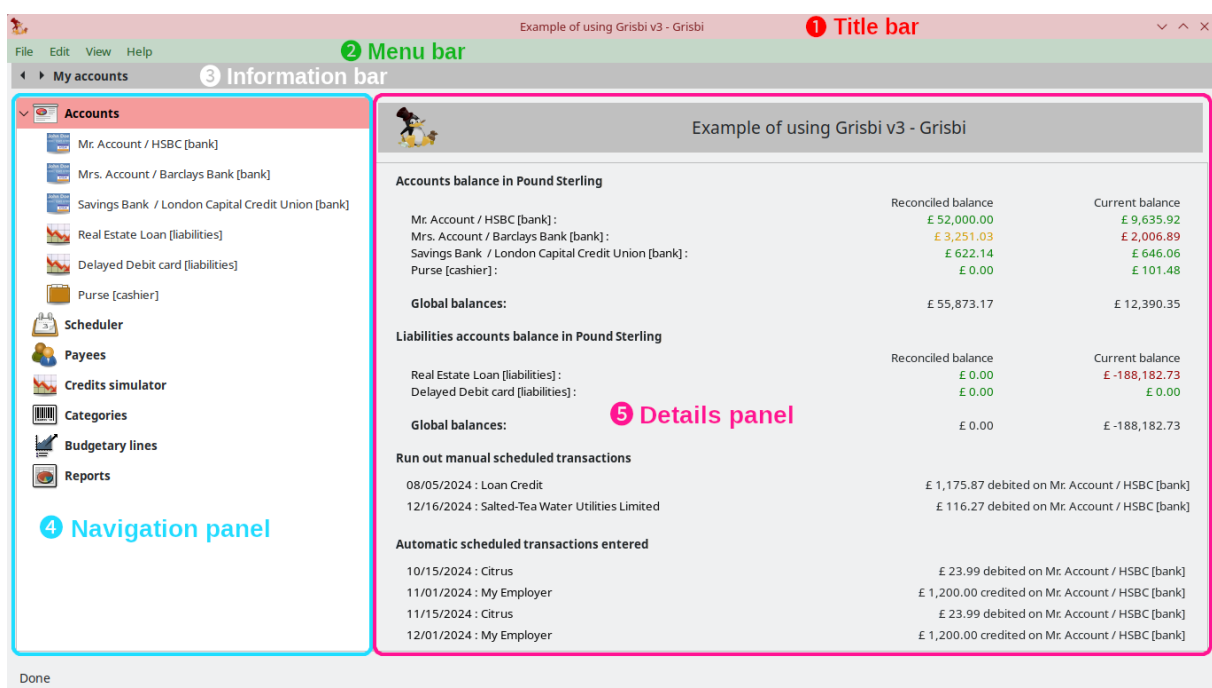 Example of using Grisbi v3 - Grisbi
❶ Title bar
File Edit View Help
❷ Menu bar
My accounts
❸ Information bar
Accounts
Mr. Account / HSBC [bank]
Mrs. Account / Barclays Bank [bank]
Savings Bank / London Capital Credit Union [bank]
Real Estate Loan [liabilities]
Delayed Debit card [liabilities]
Purse [cashier]
Scheduler
Payees
Credits simulator
Categories
Budgetary lines
Reports
❹ Navigation panel
Example of using Grisbi v3 - Grisbi
Accounts balance in Pound Sterling
Reconciled balance Current balance
Mr. Account / HSBC [bank] : £ 52,000.00 £ 9,635.92
Mrs. Account / Barclays Bank [bank] : £ 3,251.03 £ 2,006.89
Savings Bank / London Capital Credit Union [bank] : £ 622.14 £ 646.06
Purse [cashier] : £ 0.00 £ 101.48
Global balances: £ 55,873.17 £ 12,390.35
Liabilities accounts balance in Pound Sterling
Reconciled balance Current balance
Real Estate Loan [liabilities] : £ 0.00 £ -188,182.73
Delayed Debit card [liabilities] : £ 0.00 £ 0.00
❺ Details panel
Global balances: £ 0.00 £ -188,182.73
Run out manual scheduled transactions
08/05/2024 : Loan Credit £ 1,175.87 debited on Mr. Account / HSBC [bank]
12/16/2024 : Salted-Tea Water Utilities Limited £ 116.27 debited on Mr. Account / HSBC [bank]
Automatic scheduled transactions entered
10/15/2024 : Citrus £ 23.99 debited on Mr. Account / HSBC [bank]
11/01/2024 : My Employer £ 1,200.00 credited on Mr. Account / HSBC [bank]
11/15/2024 : Citrus £ 23.99 debited on Mr. Account / HSBC [bank]
12/01/2024 : My Employer £ 1,200.00 credited on Mr. Account / HSBC [bank]
Done